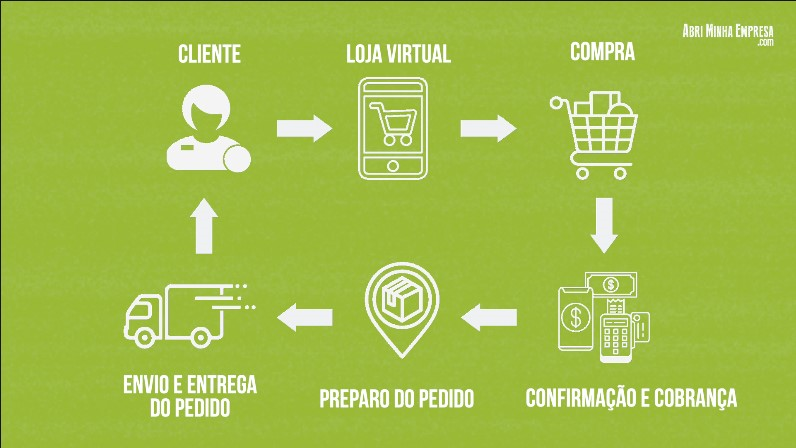 ABRI MINHA EMPRESA
.com
CLIENTE
LOJA VIRTUAL
COMPRA
ENVIO E ENTREGA
DO PEDIDO
PREPARO DO PEDIDO
CONFIRMAÇÃO E COBRANÇA